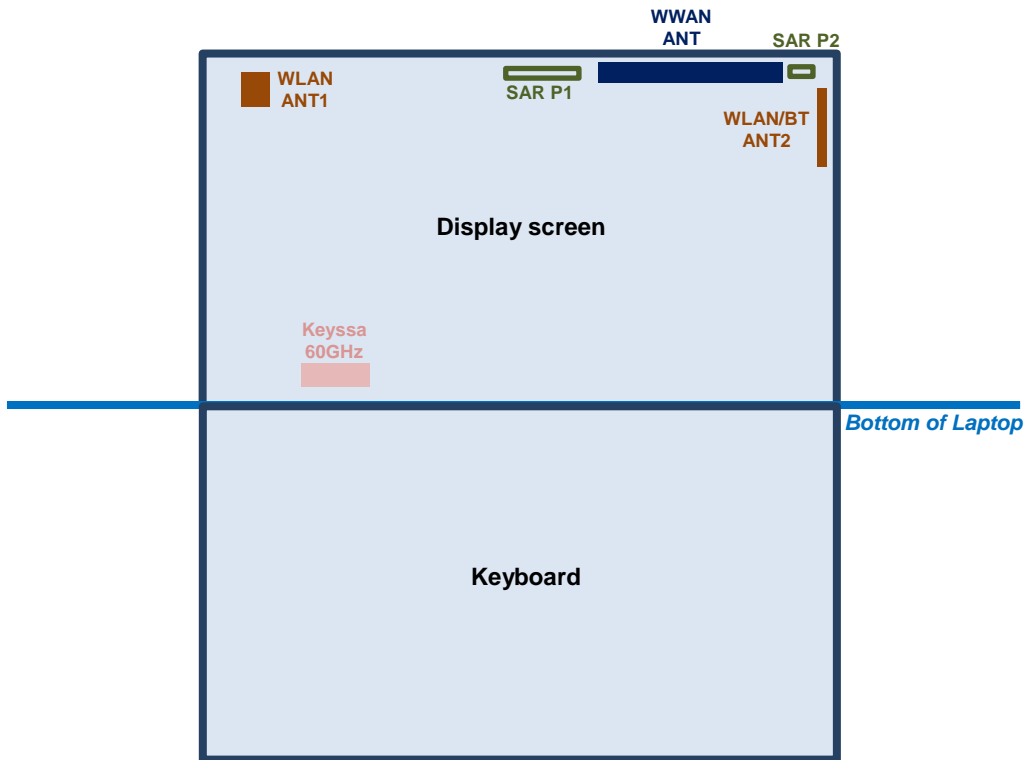 WWAN
ANT
SAR P2
WLAN
ANT1
SAR P1
WLAN/BT
ANT2
Display screen
Keyssa
60GHz
Bottom of Laptop
Keyboard